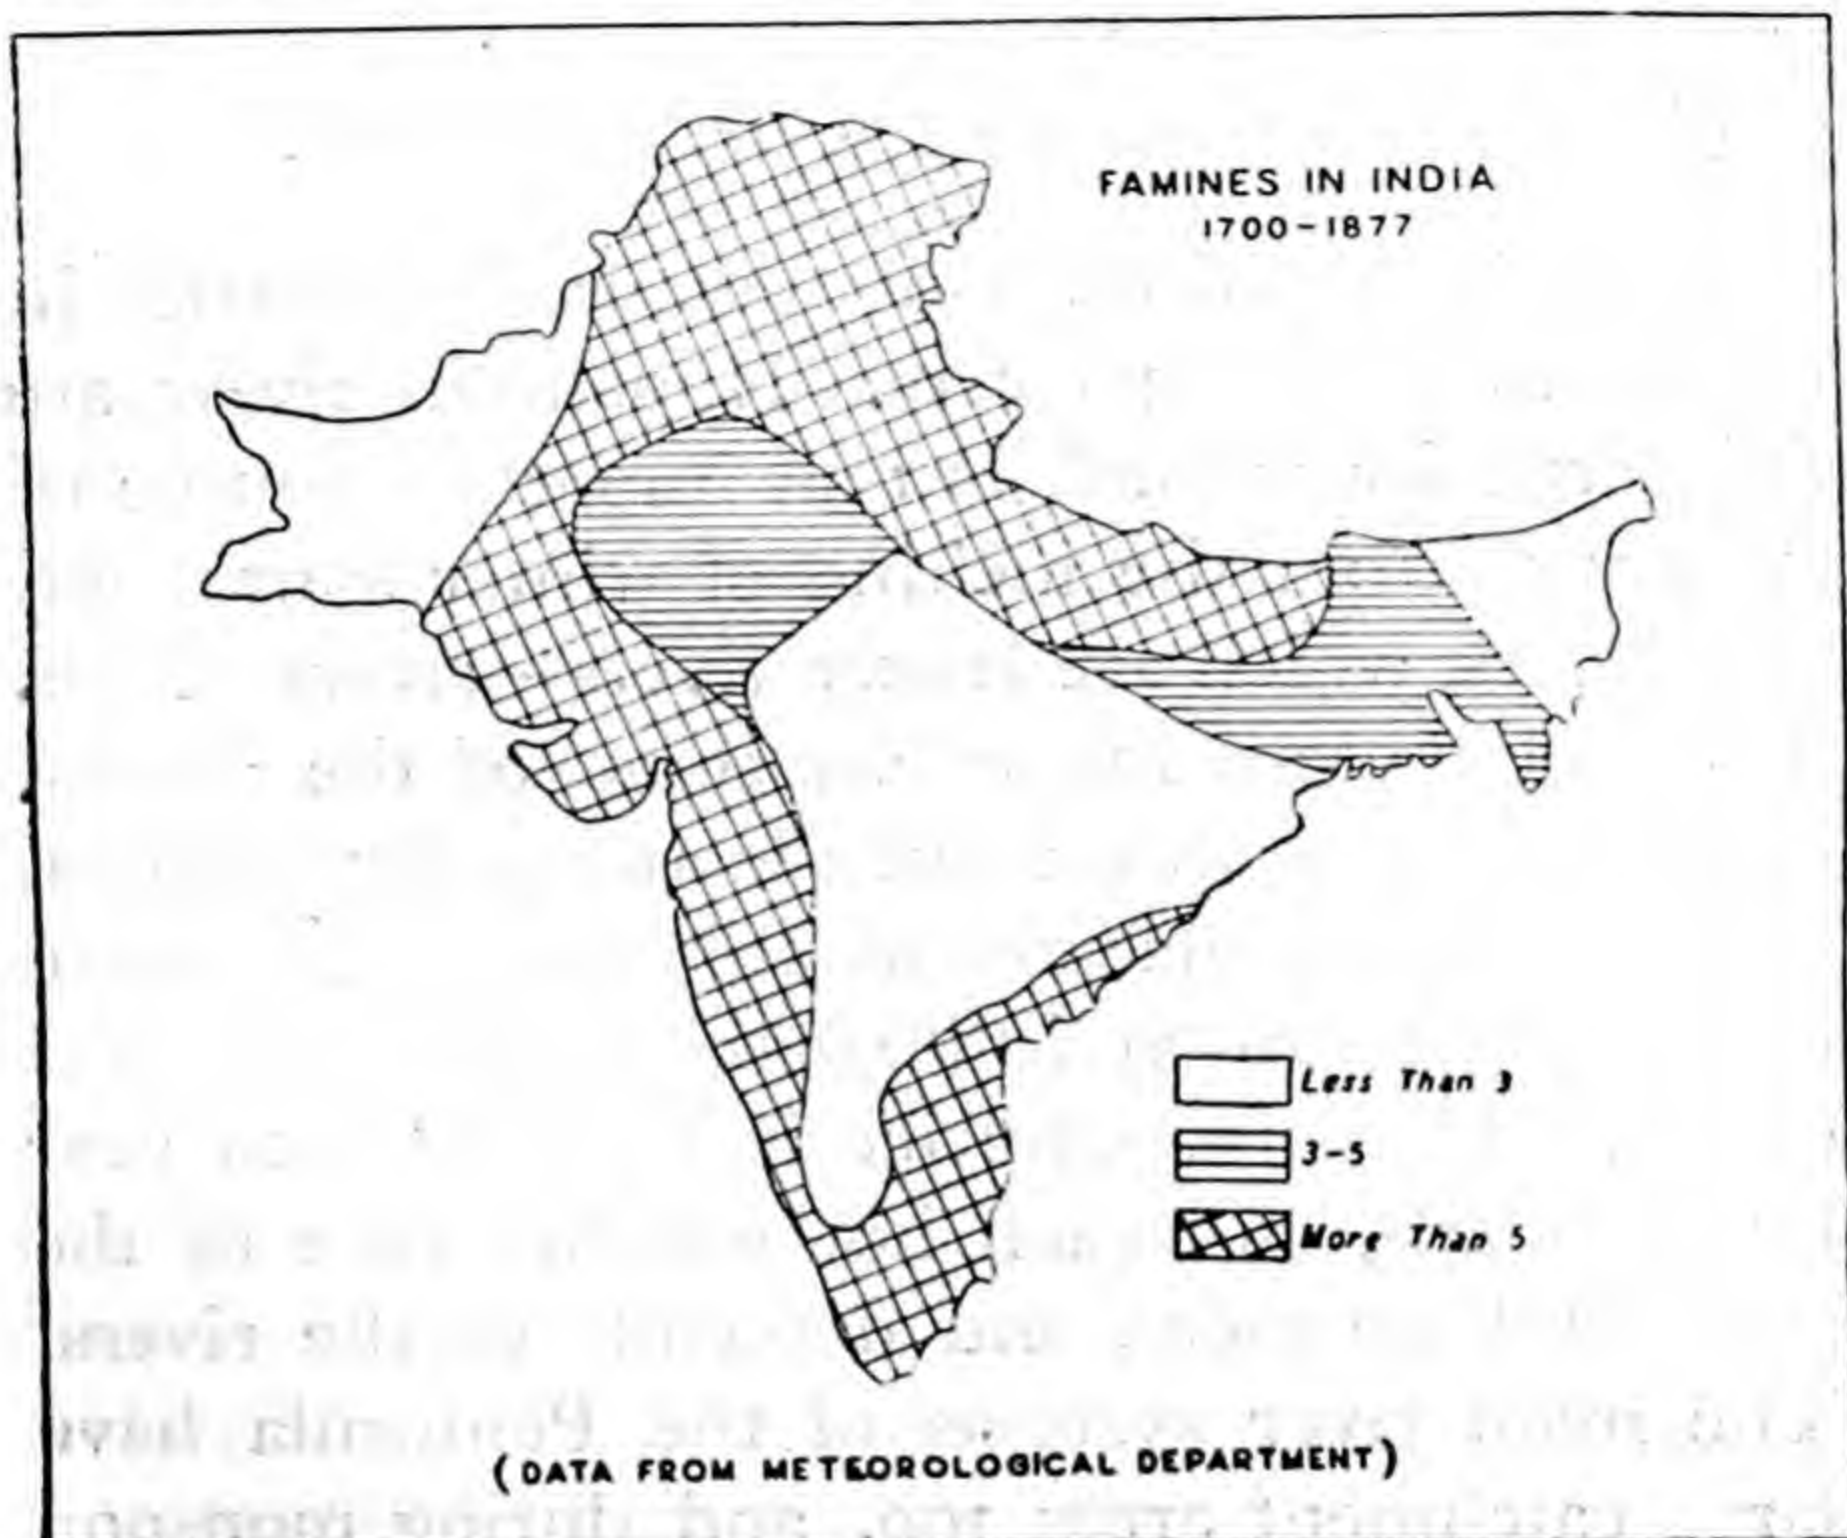 FAMINES IN INDIA
1700-1877
Less Than 3
3-5
More Than 5
(DATA FROM METEOROLOGICAL DEPARTMENT)